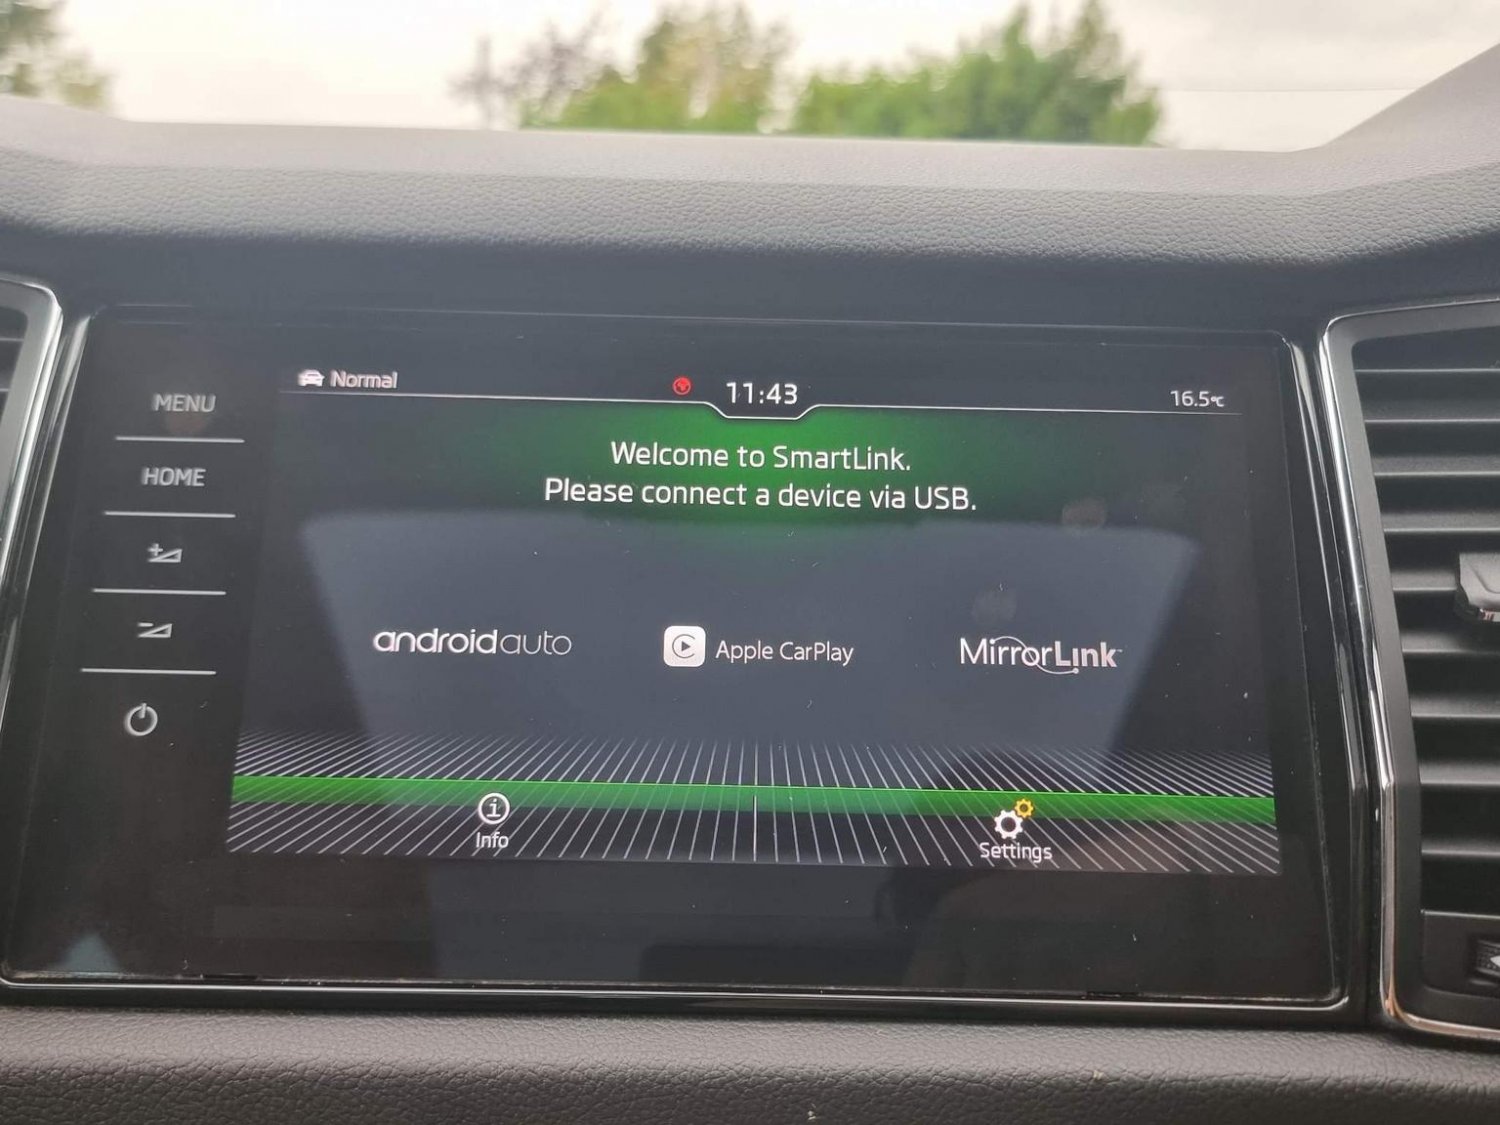 Normal
11:43
16.5°C
MENU
HOME
Welcome to SmartLink.
Please connect a device via USB.
androidauto
Apple CarPlay
MirrorLink™
Info
Settings